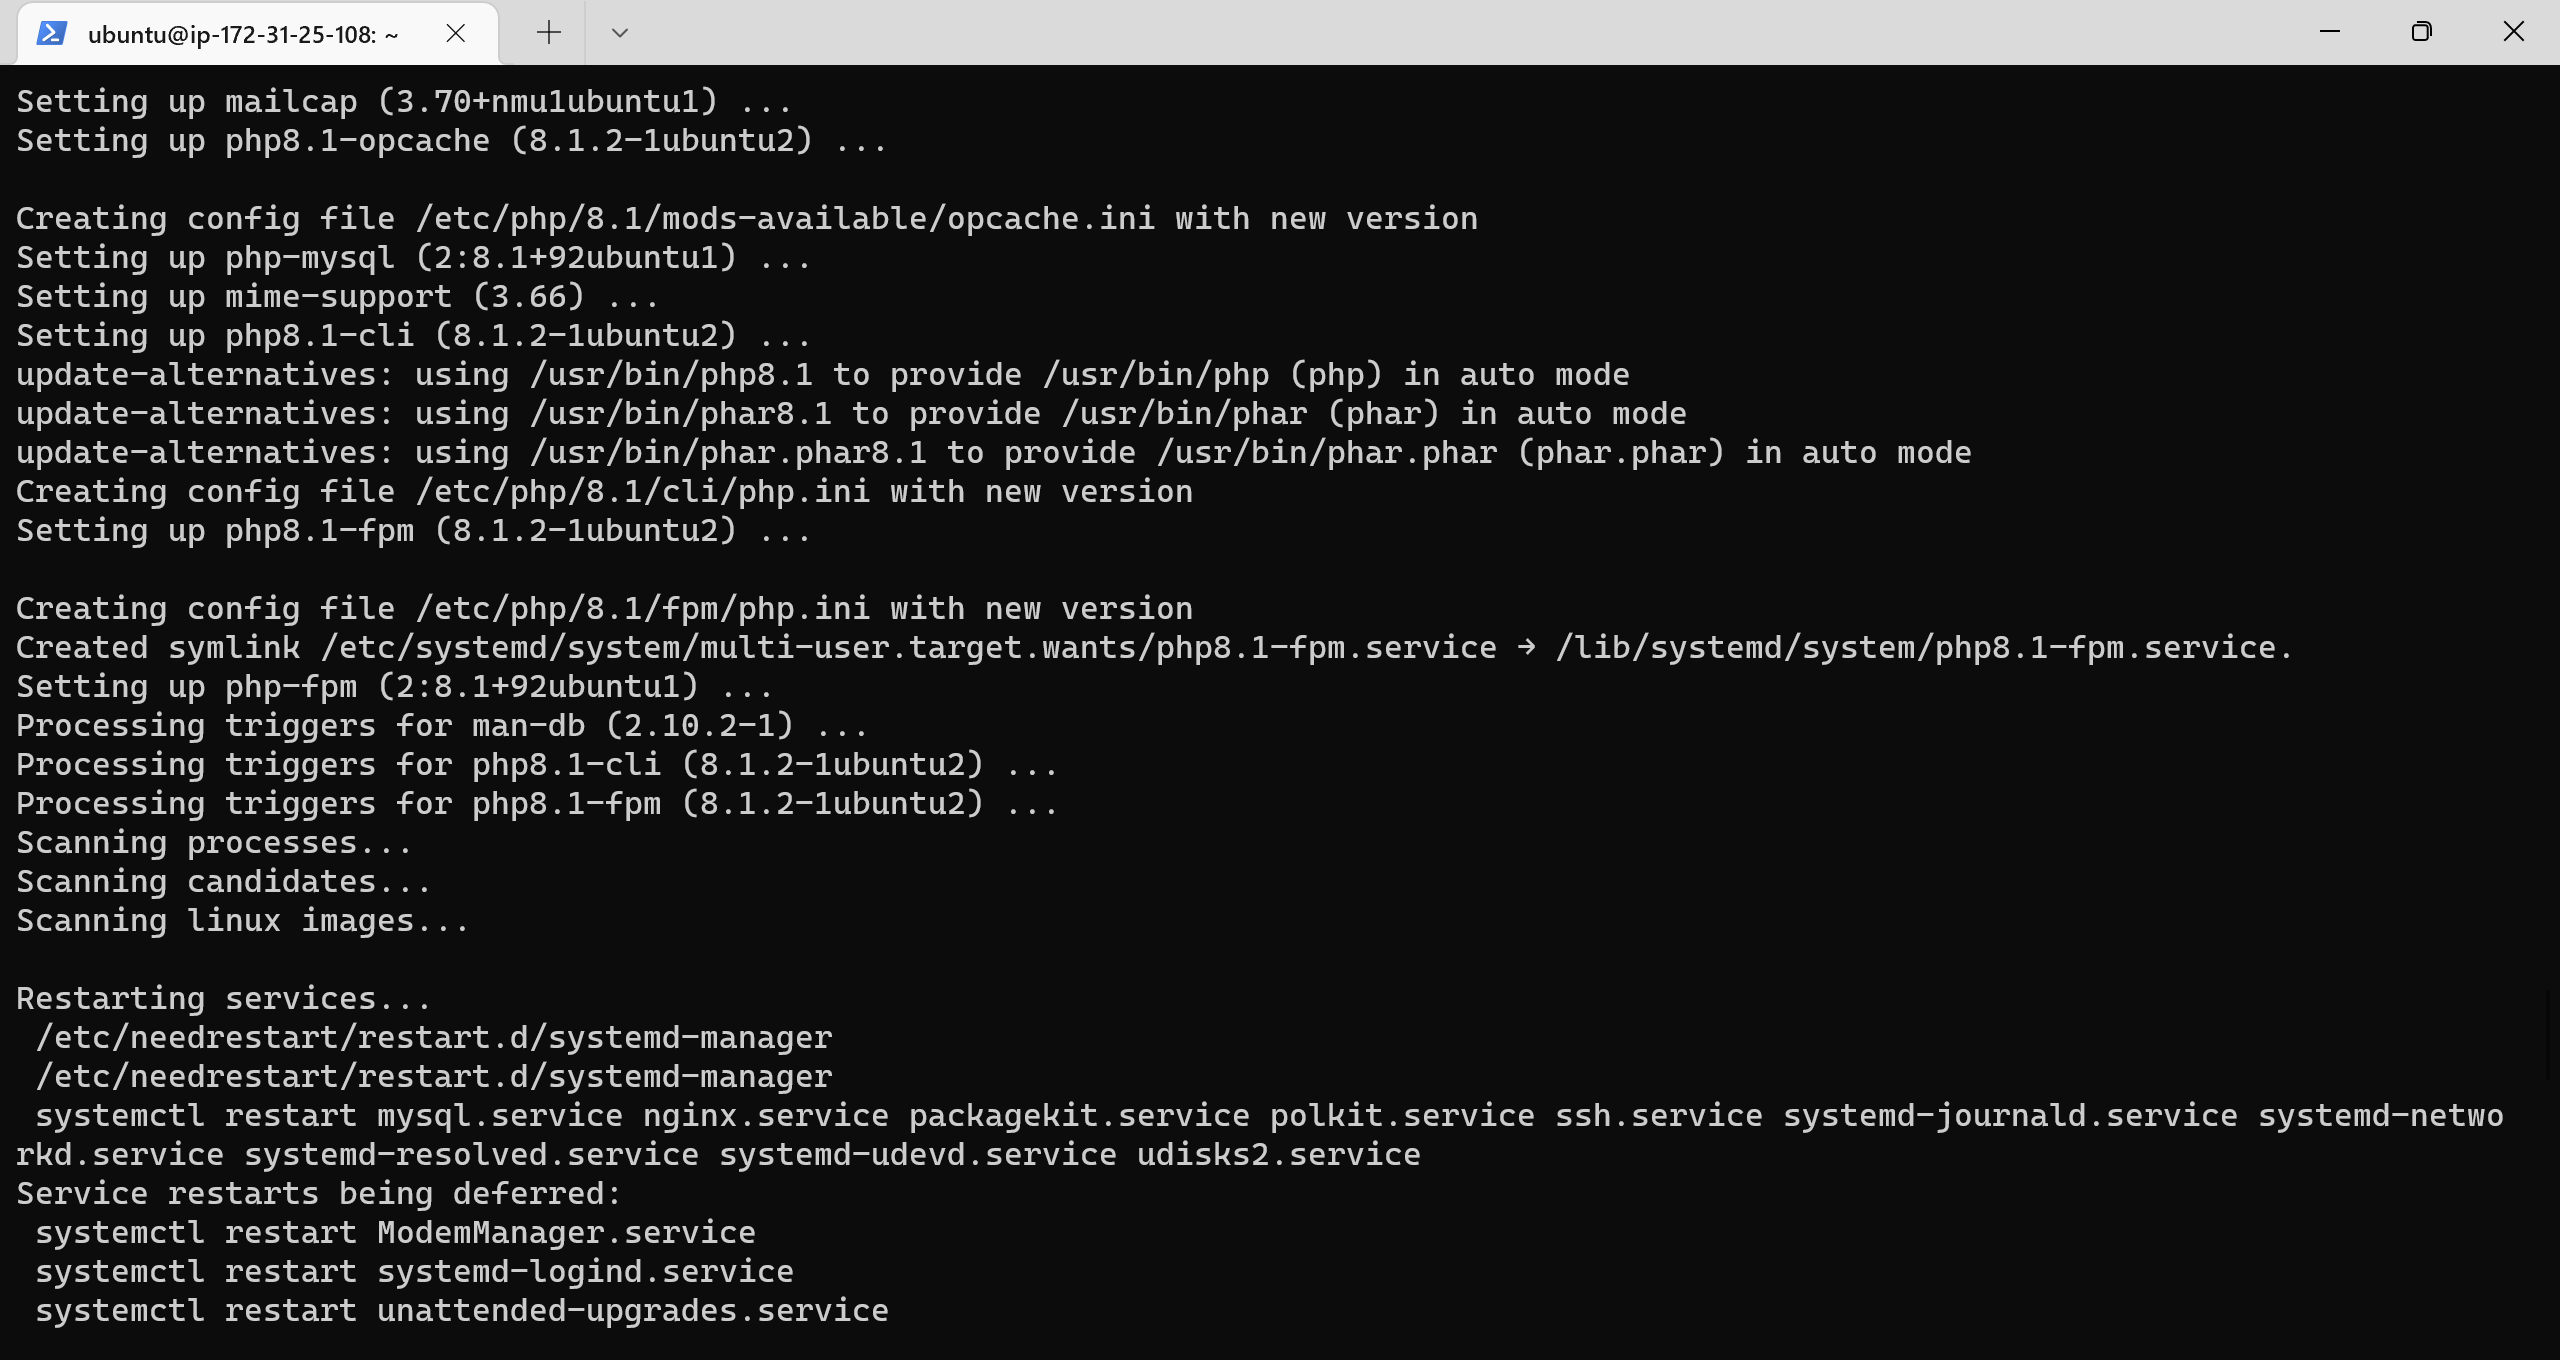 ubuntu@ip-172-31-25-108: ~
Setting up mailcap (3.70+nmu1ubuntu1) ...
Setting up php8.1-opcache (8.1.2-1ubuntu2) ...
Creating config file /etc/php/8.1/mods-available/opcache.ini with new version
Setting up php-mysql (2:8.1+92ubuntu1) ...
Setting up mime-support (3.66) ...
Setting up php8.1-cli (8.1.2-1ubuntu2) ...
update-alternatives: using /usr/bin/php8.1 to provide /usr/bin/php (php) in auto mode
update-alternatives: using /usr/bin/phar8.1 to provide /usr/bin/phar (phar) in auto mode
update-alternatives: using /usr/bin/phar.phar8.1 to provide /usr/bin/phar.phar (phar.phar) in auto mode
Creating config file /etc/php/8.1/cli/php.ini with new version
Setting up php8.1-fpm (8.1.2-1ubuntu2) ...
Creating config file /etc/php/8.1/fpm/php.ini with new version
Created symlink /etc/systemd/system/multi-user.target.wants/php8.1-fpm.service → /lib/systemd/system/php8.1-fpm.service.
Setting up php-fpm (2:8.1+92ubuntu1) ...
Processing triggers for man-db (2.10.2-1) ...
Processing triggers for php8.1-cli (8.1.2-1ubuntu2) ...
Processing triggers for php8.1-fpm (8.1.2-1ubuntu2) ...
Scanning processes...
Scanning candidates...
Scanning linux images...
Restarting services...
/etc/needrestart/restart.d/systemd-manager
/etc/needrestart/restart.d/systemd-manager
systemctl restart mysql.service nginx.service packagekit.service polkit.service ssh.service systemd-journald.service systemd-netwo
rkd.service systemd-resolved.service systemd-udevd.service udisks2.service
Service restarts being deferred:
systemctl restart ModemManager.service
systemctl restart systemd-logind.service
systemctl restart unattended-upgrades.service